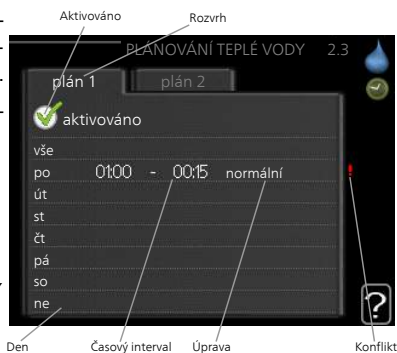 Aktivováno Rozvrh
PLÁNOVÁNÍ TEPLÉ VODY 2.3
plán 1 plán 2
aktivováno
vše
po 01:00 - 00:15 normální
út
st
čt
pá
so
ne
?
Den Časový interval Úprava Konflikt